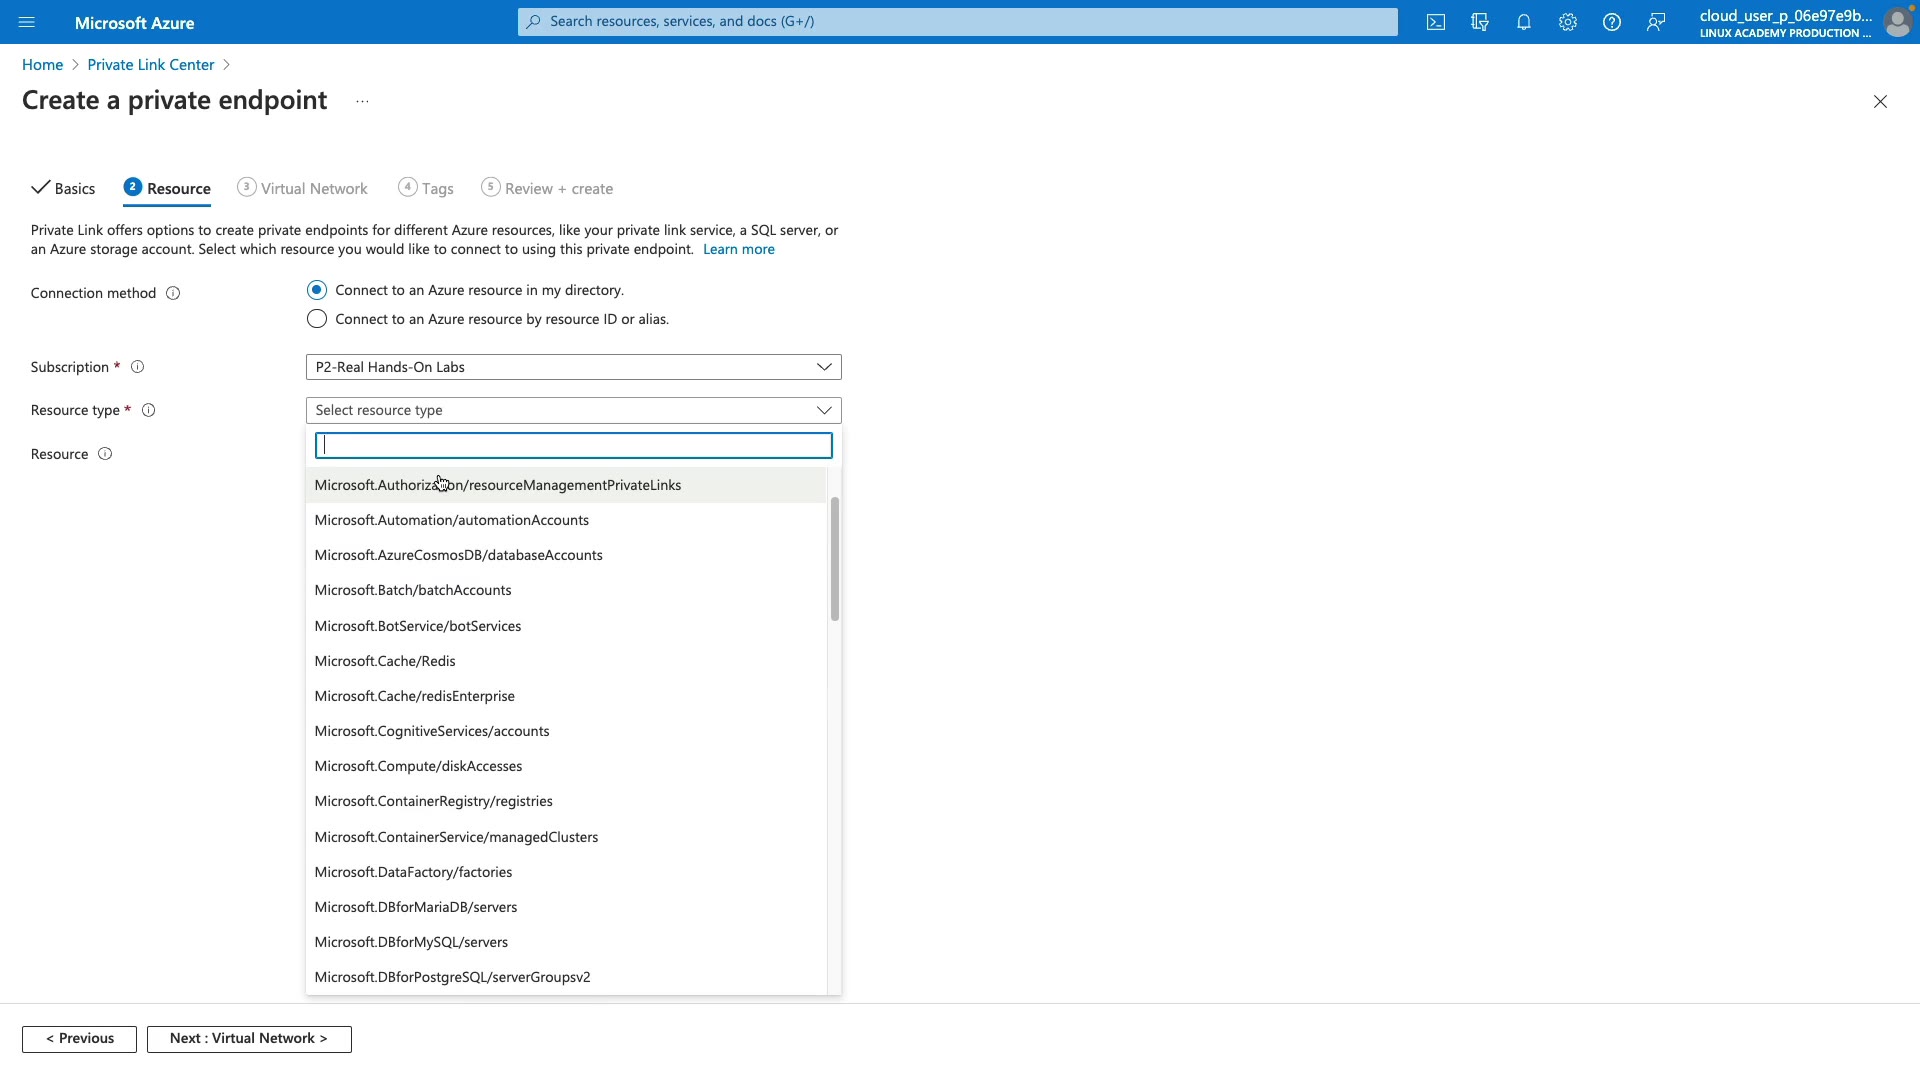 Microsoft Azure
Search resources, services, and docs (G+/)
cloud_user_p_06e97e9b...
LINUX ACADEMY PRODUCTION ...
Home > Private Link Center >
Create a private endpoint ...
Basics
2 Resource
3 Virtual Network
4 Tags
5 Review + create
Private Link offers options to create private endpoints for different Azure resources, like your private link service, a SQL server, or
an Azure storage account. Select which resource you would like to connect to using this private endpoint. Learn more
Connection method
Connect to an Azure resource in my directory.
Connect to an Azure resource by resource ID or alias.
Subscription *
P2-Real Hands-On Labs
Resource type *
Select resource type
Resource
Microsoft.Authorization/resourceManagementPrivateLinks
Microsoft.Automation/automationAccounts
Microsoft.AzureCosmosDB/databaseAccounts
Microsoft.Batch/batchAccounts
Microsoft.BotService/botServices
Microsoft.Cache/Redis
Microsoft.Cache/redisEnterprise
Microsoft.CognitiveServices/accounts
Microsoft.Compute/diskAccesses
Microsoft.ContainerRegistry/registries
Microsoft.ContainerService/managedClusters
Microsoft.DataFactory/factories
Microsoft.DBforMariaDB/servers
Microsoft.DBforMySQL/servers
Microsoft.DBforPostgreSQL/serverGroupsv2
< Previous
Next : Virtual Network >